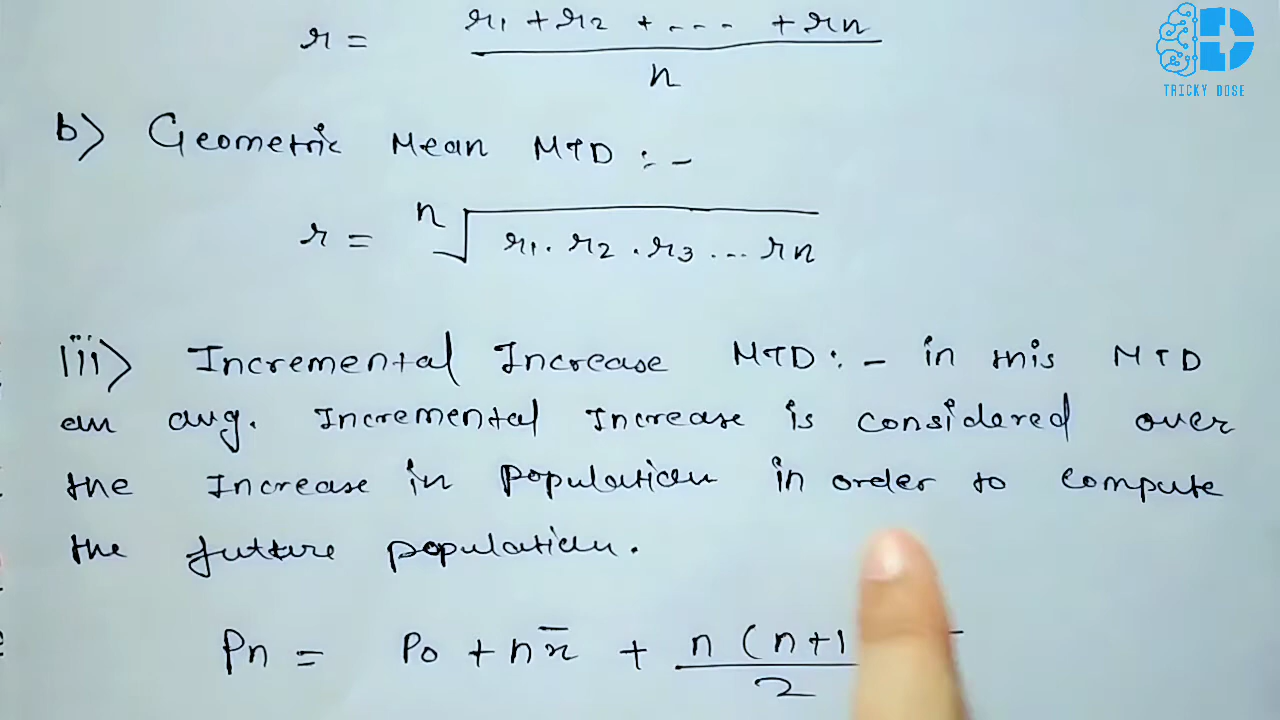 r = r1 + r2 + --- + rn / n
TRICKY DOSE
b) Geometric Mean MTD :-
r = n√ r1 . r2 . r3 ... rn
iii) Incremental Increase MTD :- in this MTD
an avg. Incremental Increase is considered over
the Increase in population in order to compute
the future population.
Pn = P0 + n x̄ + n (n+1 / 2